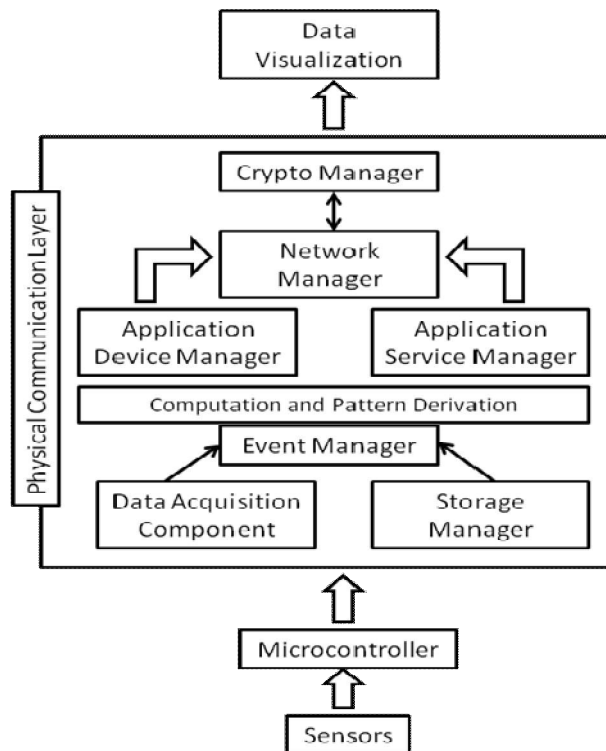 Data
Visualization
Crypto Manager
Network
Manager
Physical Communication Layer
Application
Device Manager
Application
Service Manager
Computation and Pattern Derivation
Event Manager
Data Acquisition
Component
Storage
Manager
Microcontroller
Sensors